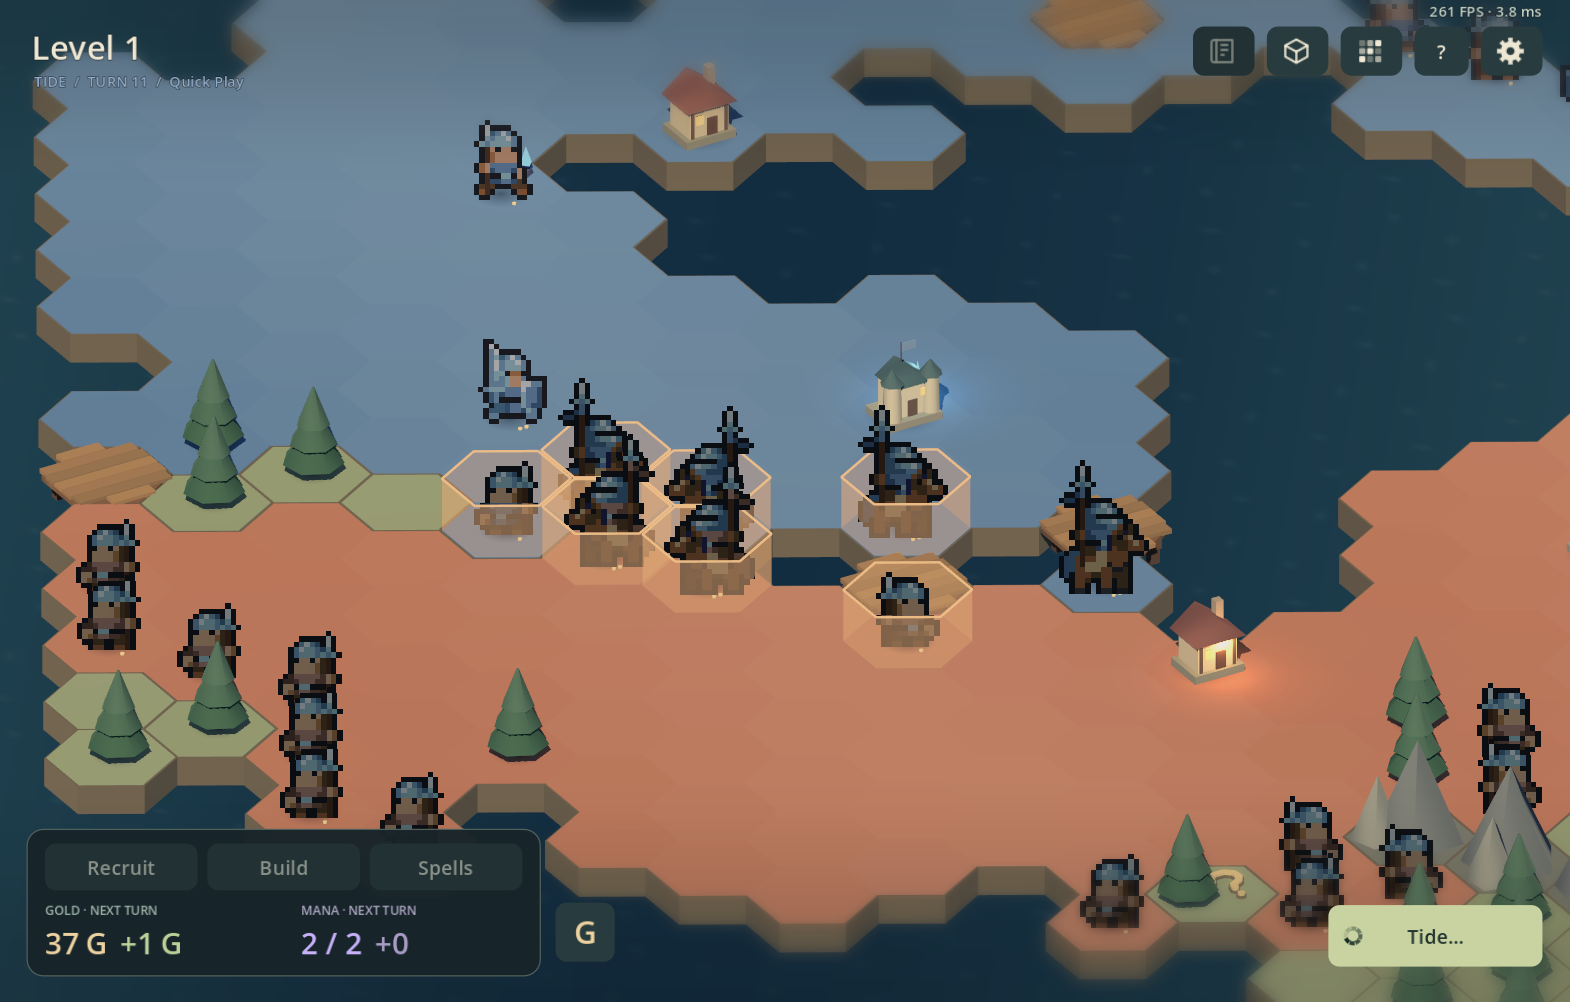 261 FPS · 3.8 ms
Level 1
?
TIDE / TURN 11 / Quick Play
Recruit
Build
Spells
GOLD · NEXT TURN
MANA · NEXT TURN
37 G +1 G
2 / 2 +0
G
Tide...